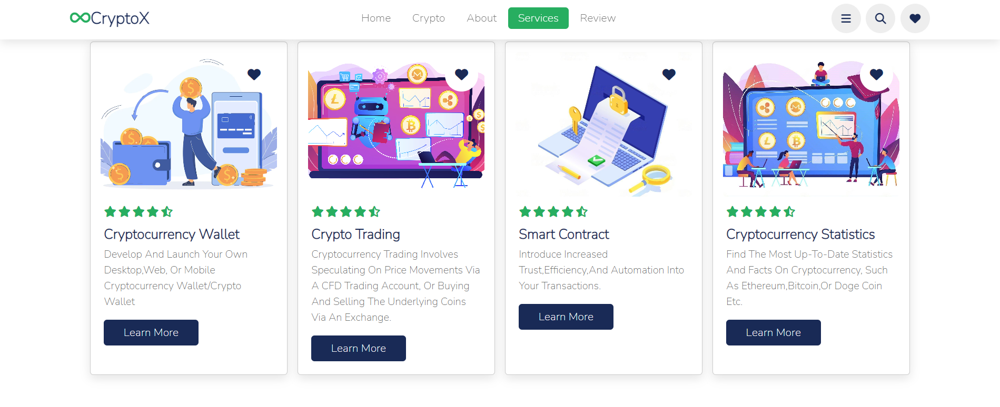 CryptoX
Home Crypto About Services Review
Cryptocurrency Wallet
Develop And Launch Your Own
Desktop,Web, Or Mobile
Cryptocurrency Wallet/Crypto
Wallet
Learn More
Crypto Trading
Cryptocurrency Trading Involves
Speculating On Price Movements Via
A CFD Trading Account, Or Buying
And Selling The Underlying Coins
Via An Exchange.
Learn More
Smart Contract
Introduce Increased
Trust,Efficiency,And Automation Into
Your Transactions.
Learn More
Cryptocurrency Statistics
Find The Most Up-To-Date Statistics
And Facts On Cryptocurrency, Such
As Ethereum,Bitcoin,Or Doge Coin
Etc.
Learn More